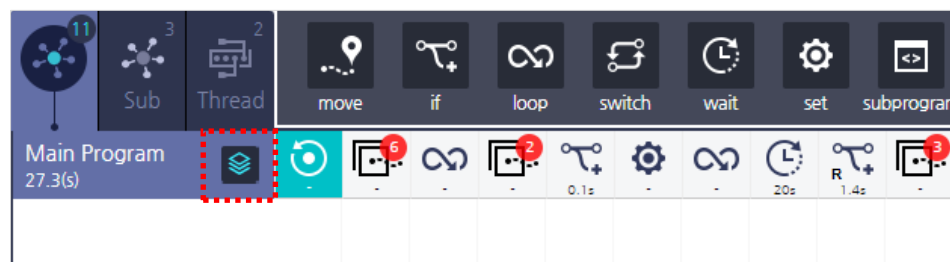 11 3 2
Sub Thread
move if loop switch wait set subprogram
Main Program
27.3(s)
6 2 R 3
- - - - 0.1s - - 20s 1.4s -